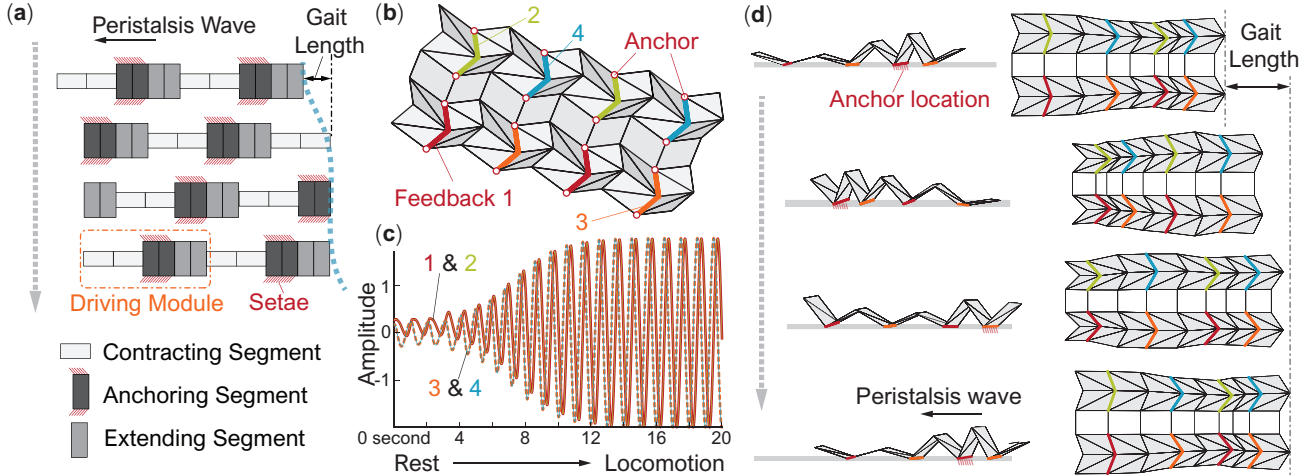 (a)
Peristalsis Wave
Gait
Length
Driving Module
Setae
Contracting Segment
Anchoring Segment
Extending Segment
(b)
2
4
Anchor
Feedback 1
3
(c)
Amplitude
1
0
-1
1 & 2
3 & 4
0 second
4
8
12
16
20
Rest
Locomotion
(d)
Anchor location
Gait
Length
Peristalsis wave